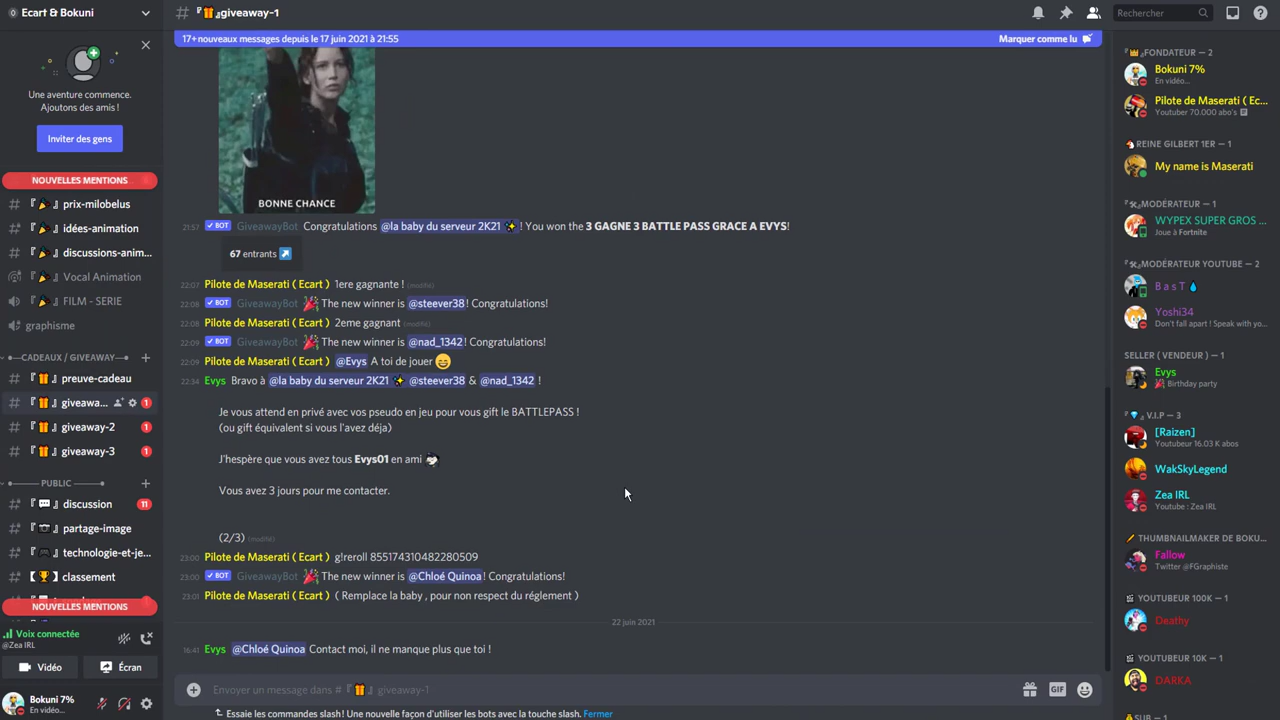 Ecart & Bokuni
Une aventure commence.
Ajoutons des amis !
Inviter des gens
NOUVELLES MENTIONS
# 『🎉』prix-milobelus
# 『🎉』idées-animation
# 『🎉』discussions-anim...
『🎉』Vocal Animation
『🎉』FILM - SERIE
graphisme
CADEAUX / GIVEAWAY
# 『🎁』preuve-cadeau
# 『🎁』giveawa... 1
# 『🎁』giveaway-2 1
# 『🎁』giveaway-3 1
PUBLIC
# 『💬』discussion 11
# 『📷』partage-image
# 『🎮』technologie-et-je...
# 【🏆】classement
NOUVELLES MENTIONS
Voix connectée
@Zea IRL
Vidéo
Écran
Bokuni 7%
En vidéo...
# 『🎁』giveaway-1
Rechercher
17+nouveaux messages depuis le 17 juin 2021 à 21:55
Marquer comme lu
BONNE CHANCE
21:57 ✓ BOT GiveawayBot Congratulations @la baby du serveur 2K21 ✨! You won the 3 GAGNE 3 BATTLE PASS GRACE A EVYS!
67 entrants ↗
22:07 Pilote de Maserati ( Ecart ) 1ere gagnante ! (modifié)
22:08 ✓ BOT GiveawayBot 🎉 The new winner is @steever38! Congratulations!
22:08 Pilote de Maserati ( Ecart ) 2eme gagnant (modifié)
22:09 ✓ BOT GiveawayBot 🎉 The new winner is @nad_1342! Congratulations!
22:09 Pilote de Maserati ( Ecart ) @Evys A toi de jouer 😄
22:34 Evys Bravo à @la baby du serveur 2K21 ✨ @steever38 & @nad_1342 !
Je vous attend en privé avec vos pseudo en jeu pour vous gift le BATTLEPASS !
(ou gift équivalent si vous l'avez déja)
J'hespère que vous avez tous Evys01 en ami
Vous avez 3 jours pour me contacter.
(2/3) (modifié)
23:00 Pilote de Maserati ( Ecart ) g!reroll 855174310482280509
23:00 ✓ BOT GiveawayBot 🎉 The new winner is @Chloé Quinoa! Congratulations!
23:01 Pilote de Maserati ( Ecart ) ( Remplace la baby , pour non respect du réglement )
22 juin 2021
16:41 Evys @Chloé Quinoa Contact moi, il ne manque plus que toi !
Envoyer un message dans # 『🎁』giveaway-1
GIF
Essaie les commandes slash! Une nouvelle façon d'utiliser les bots avec la touche slash. Fermer
『👑』FONDATEUR — 2
Bokuni 7%
En vidéo...
Pilote de Maserati ( Ec...
Youtuber 70.000 abo's
REINE GILBERT 1ER — 1
My name is Maserati
MODÉRATEUR — 1
WYPEX SUPER GROS ...
Joue à Fortnite
MODÉRATEUR YOUTUBE — 2
B a s T 💧
Yoshi34
Don't fall apart ! Speak with yo...
SELLER ( VENDEUR ) — 1
Evys
🎉 Birthday party
『💎』V.I.P — 3
[Raizen]
Youtubeur 16.03 K abos
WakSkyLegend
Zea IRL
Youtube : Zea IRL
THUMBNAILMAKER DE BOKU...
Fallow
Twitter @FGraphiste
YOUTUBEUR 100K — 1
Deathy
YOUTUBEUR 10K — 1
DARKA